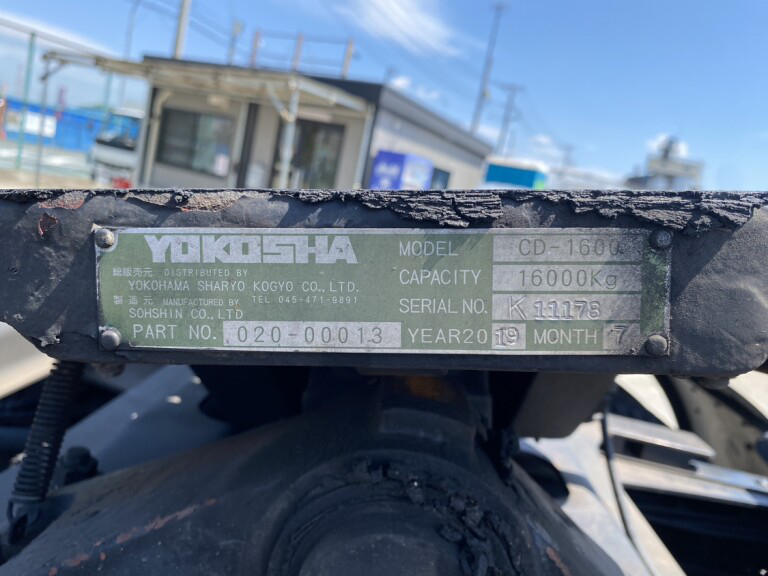 YOKOSHA
総販売元 DISTRIBUTED BY
YOKOHAMA SHARYO KOGYO CO., LTD.
製造元 MANUFACTURED BY TEL 045-471-9891
SOHSHIN CO., LTD
PART NO. 020-00013
MODEL CD-1600
CAPACITY 16000Kg
SERIAL NO. K 11178
YEAR 2019 MONTH 7